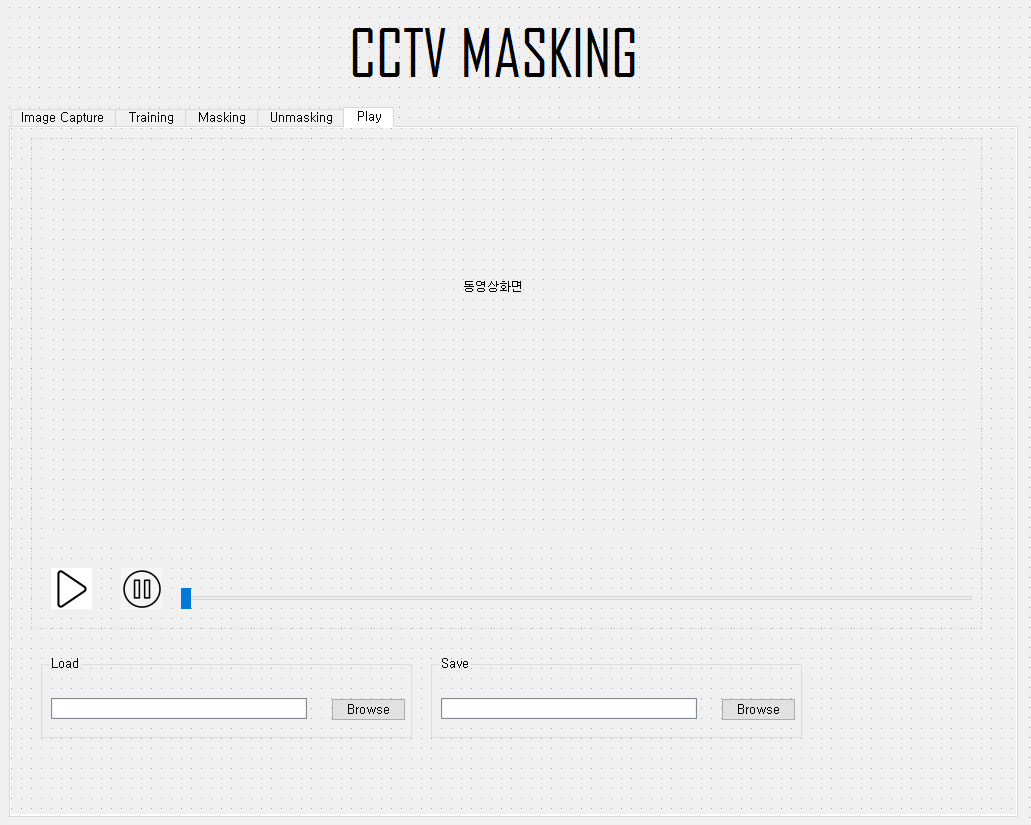 CCTV MASKING
Image Capture Training Masking Unmasking Play
동영상화면
Load Save
Browse Browse